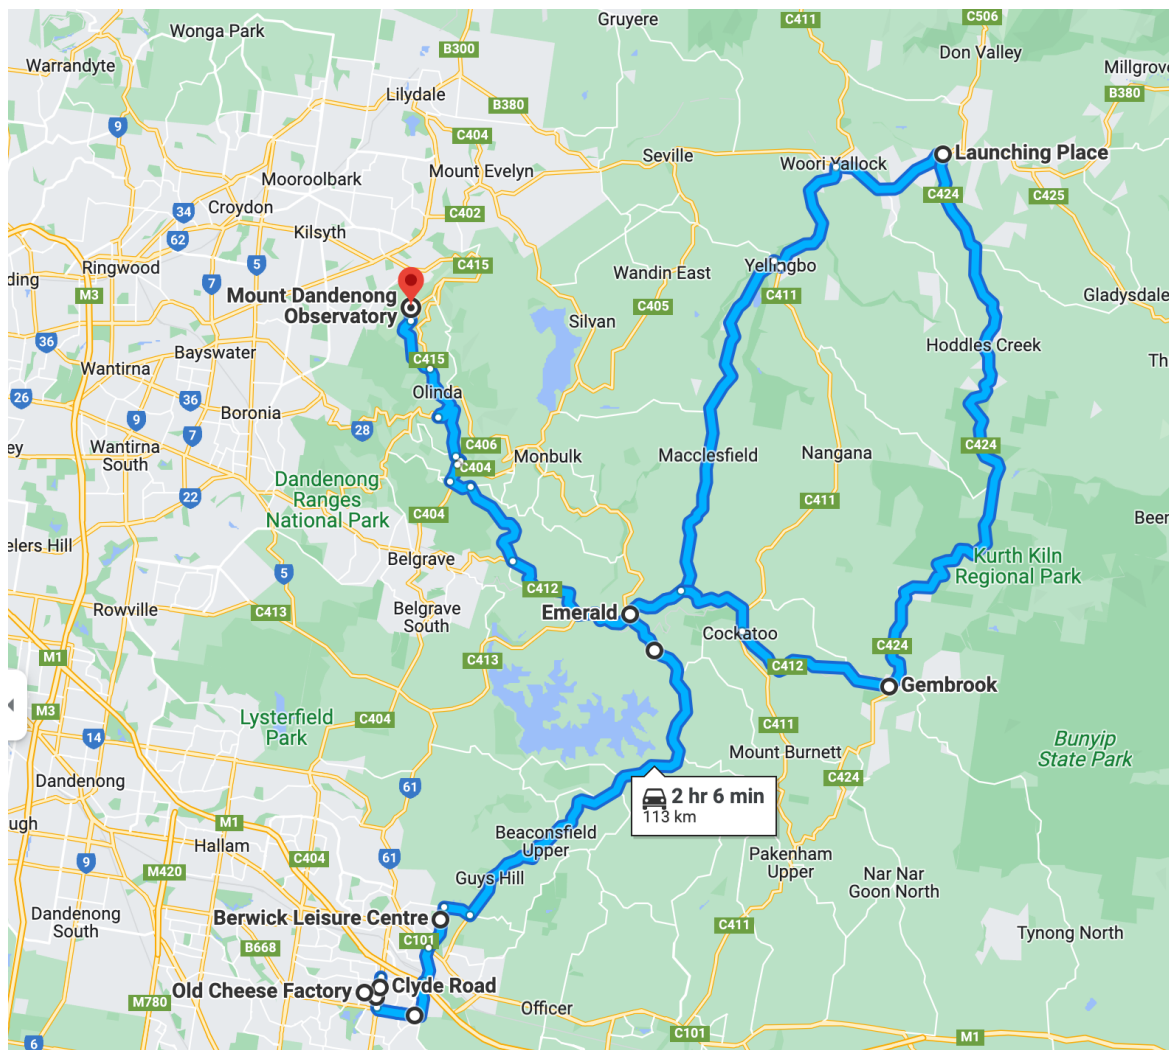 Gruyere
C411
C506
Wonga Park
B300
Don Valley
Warrandyte
Millgrove
Lilydale
B380
B380
9
C404
Seville
Woori Yallock
Launching Place
Mount Evelyn
Mooroolbark
C424
C425
34
Croydon
C402
62
Kilsyth
ding
Ringwood
5
C415
Wandin East
Yellingbo
7
M3
C411
Gladysdale
Mount Dandenong
Observatory
C405
Silvan
36
Bayswater
Hoddles Creek
C415
Th
Wantirna
26
36
Olinda
9
Boronia
28
7
ey
Wantirna
South
C406
C424
C404
Monbulk
Macclesfield
Nangana
Dandenong
Ranges
National Park
22
C411
C404
Beer
elers Hill
Belgrave
Kurth Kiln
Regional Park
5
C412
Rowville
C413
Belgrave
South
Emerald
Cockatoo
C424
M1
C413
C412
Gembrook
M3
Lysterfield
Park
C404
C411
14
Mount Burnett
Bunyip
State Park
Dandenong
C424
61
2 hr 6 min
113 km
ugh
M1
Hallam
Beaconsfield
Upper
9
C404
61
M420
Pakenham
Upper
Guys Hill
Nar Nar
Goon North
Dandenong
South
Berwick Leisure Centre
C411
Tynong North
B668
C101
Old Cheese Factory
Clyde Road
M780
Officer
C101
M1
6